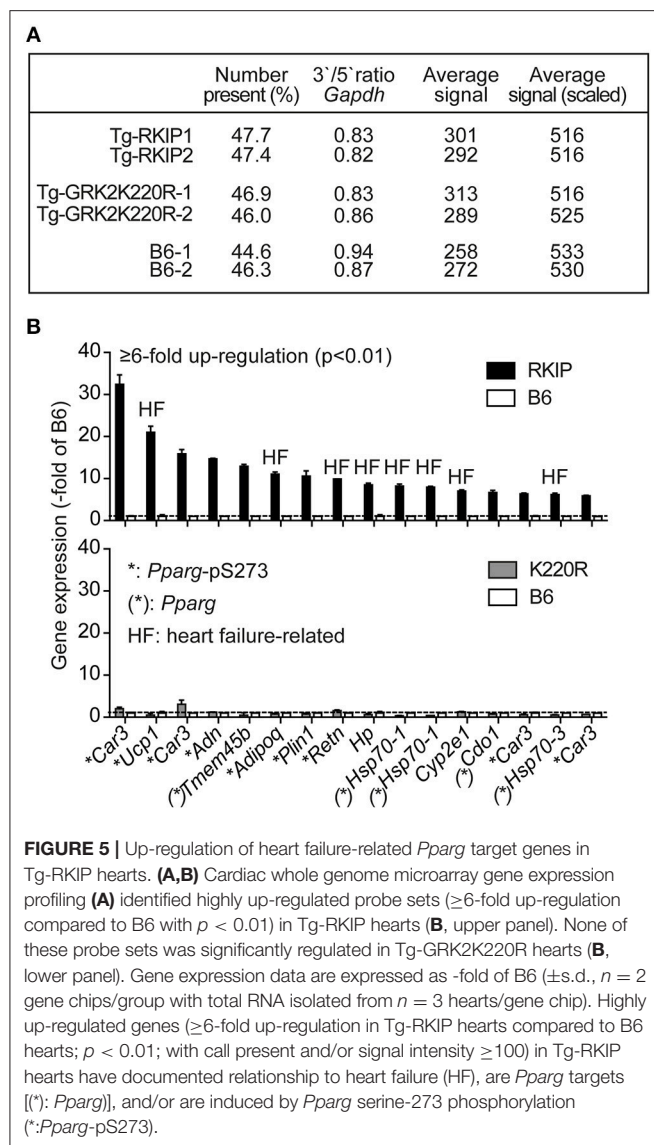 A
Number present (%) 3`/5`ratio Gapdh Average signal Average signal (scaled)
Tg-RKIP1 47.7 0.83 301 516
Tg-RKIP2 47.4 0.82 292 516
Tg-GRK2K220R-1 46.9 0.83 313 516
Tg-GRK2K220R-2 46.0 0.86 289 525
B6-1 44.6 0.94 258 533
B6-2 46.3 0.87 272 530
B
Gene expression (-fold of B6)
40
30
20
10
0
≥6-fold up-regulation (p<0.01)
RKIP
B6
HF
HF
HF
HF
HF
HF
HF
HF
40
30
20
10
0
*: Pparg-pS273
(*): Pparg
HF: heart failure-related
K220R
B6
*Car3
*Ucp1
*Car3
*Adn
(*)Tmem45b
*Adipoq
*Plin1
*Retn
Hp
(*)Hsp70-1
(*)Hsp70-1
Cyp2e1
(*)Cdo1
*Car3
(*)Hsp70-3
*Car3
FIGURE 5 | Up-regulation of heart failure-related Pparg target genes in
Tg-RKIP hearts. (A,B) Cardiac whole genome microarray gene expression
profiling (A) identified highly up-regulated probe sets (≥6-fold up-regulation
compared to B6 with p < 0.01) in Tg-RKIP hearts (B, upper panel). None of
these probe sets was significantly regulated in Tg-GRK2K220R hearts (B,
lower panel). Gene expression data are expressed as -fold of B6 (±s.d., n = 2
gene chips/group with total RNA isolated from n = 3 hearts/gene chip). Highly
up-regulated genes (≥6-fold up-regulation in Tg-RKIP hearts compared to B6
hearts; p < 0.01; with call present and/or signal intensity ≥100) in Tg-RKIP
hearts have documented relationship to heart failure (HF), are Pparg targets
[(*): Pparg)], and/or are induced by Pparg serine-273 phosphorylation
(*:Pparg-pS273).